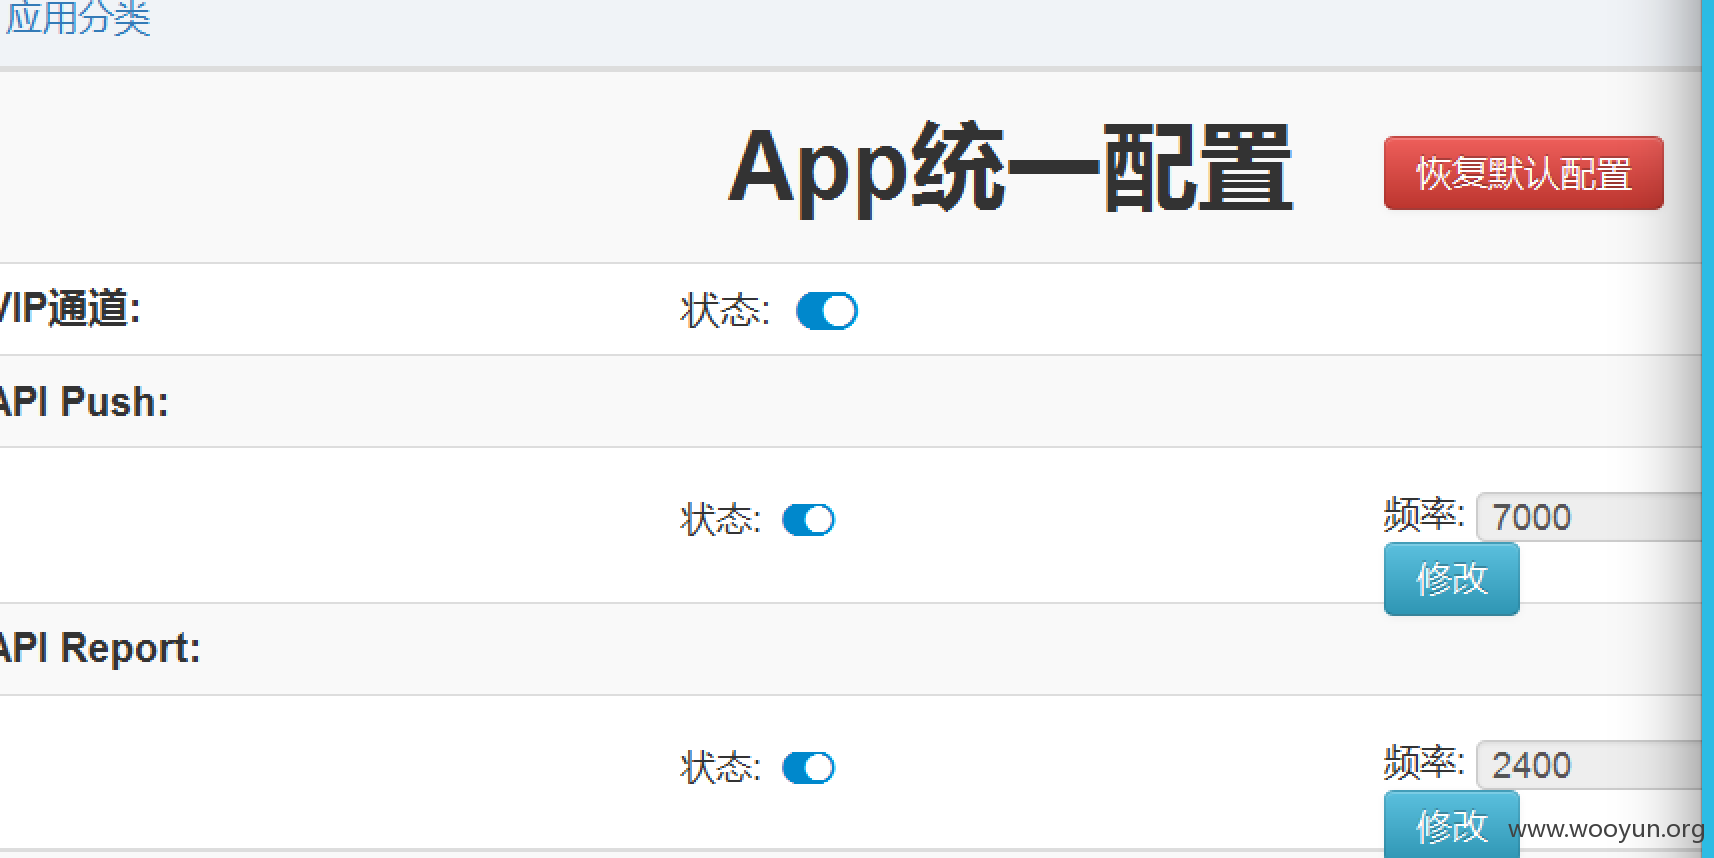 应用分类
App统一配置 恢复默认配置
VIP通道: 状态:
API Push:
状态: 频率: 7000
修改
API Report:
状态: 频率: 2400
修改
www.wooyun.org